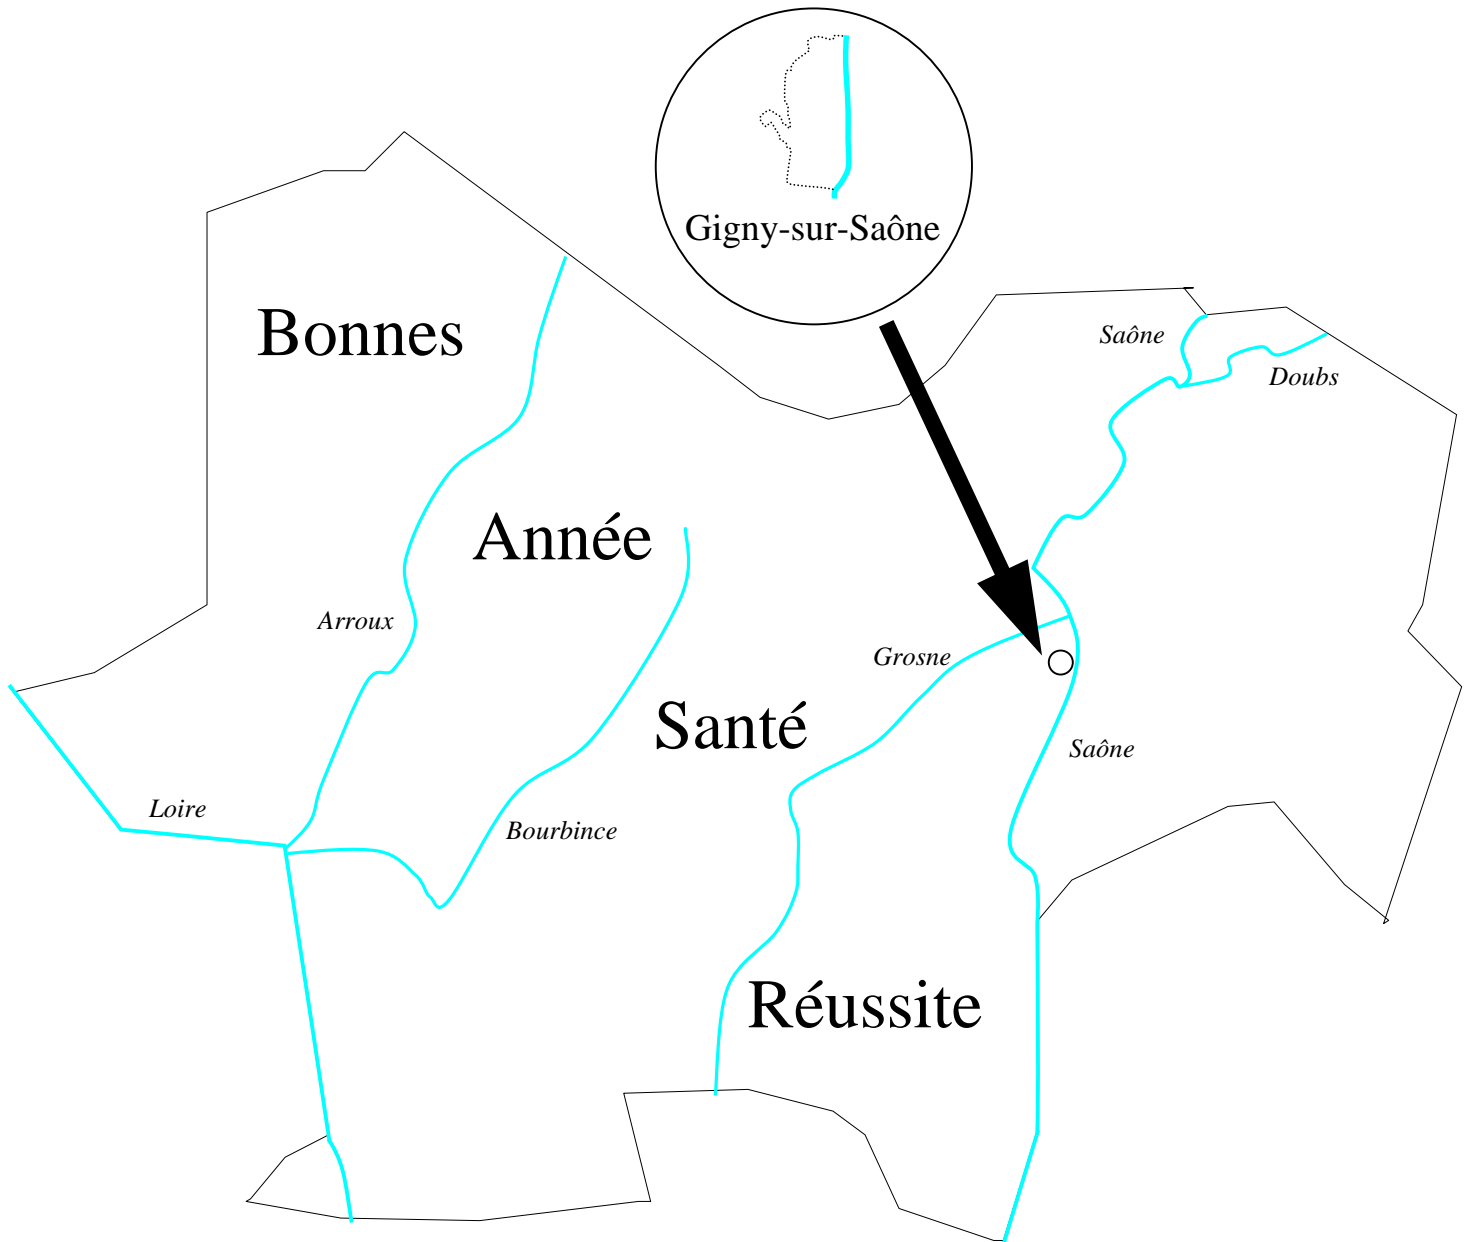 Gigny-sur-Saône
Bonnes
Saône
Doubs
Année
Arroux
Grosne
Santé
Saône
Loire
Bourbince
Réussite